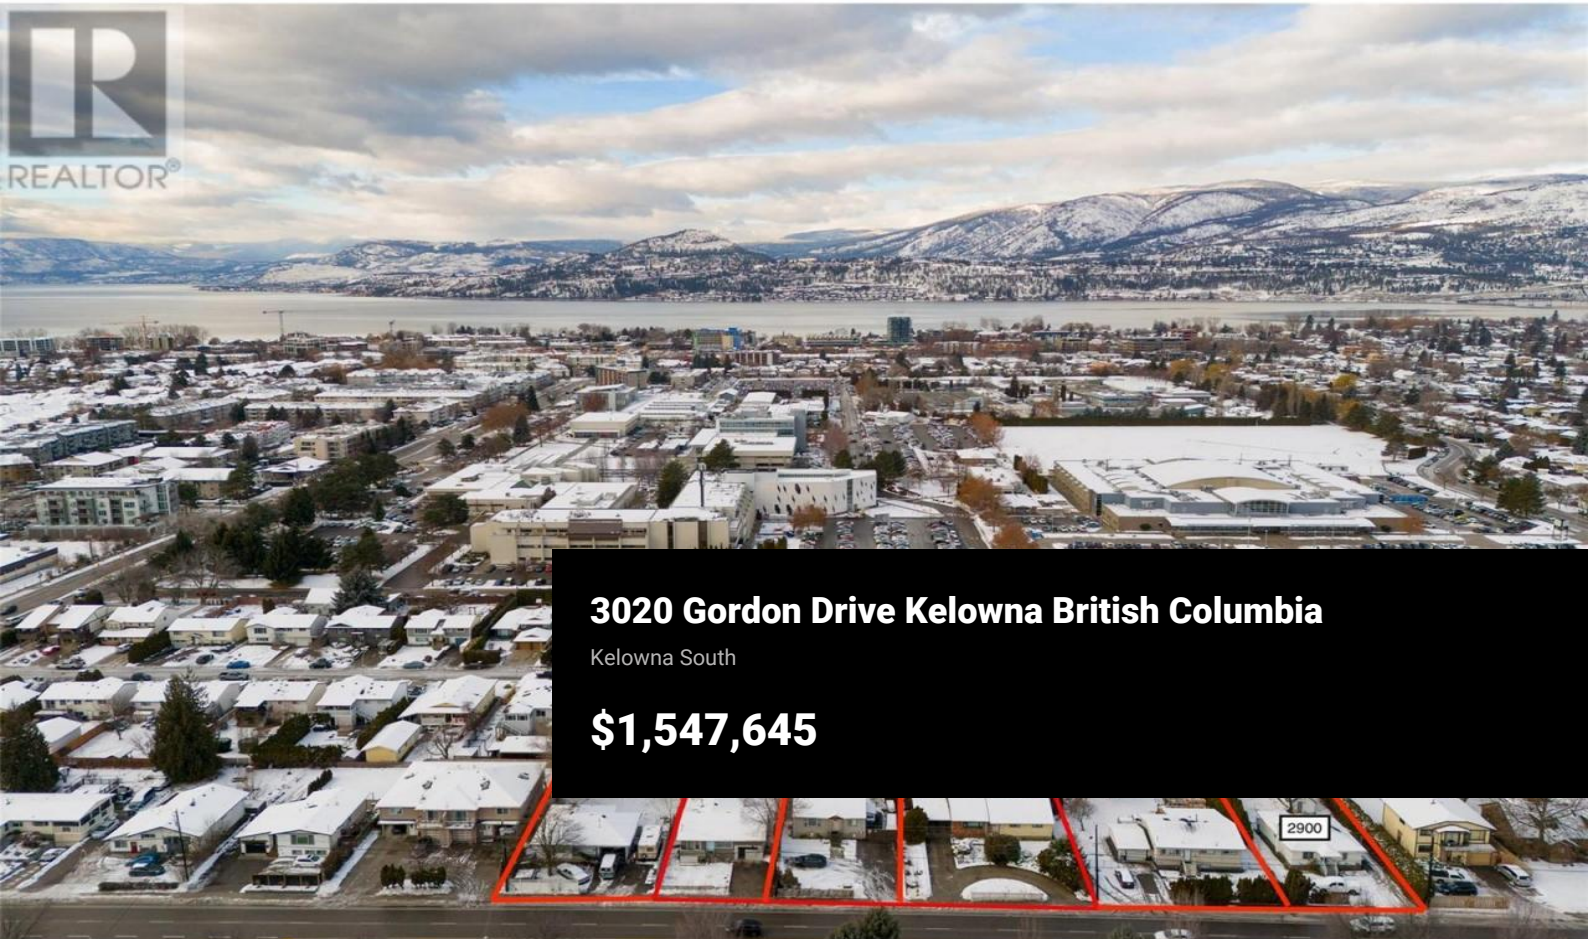 REALTOR®
3020 Gordon Drive Kelowna British Columbia
Kelowna South
$1,547,645
2900